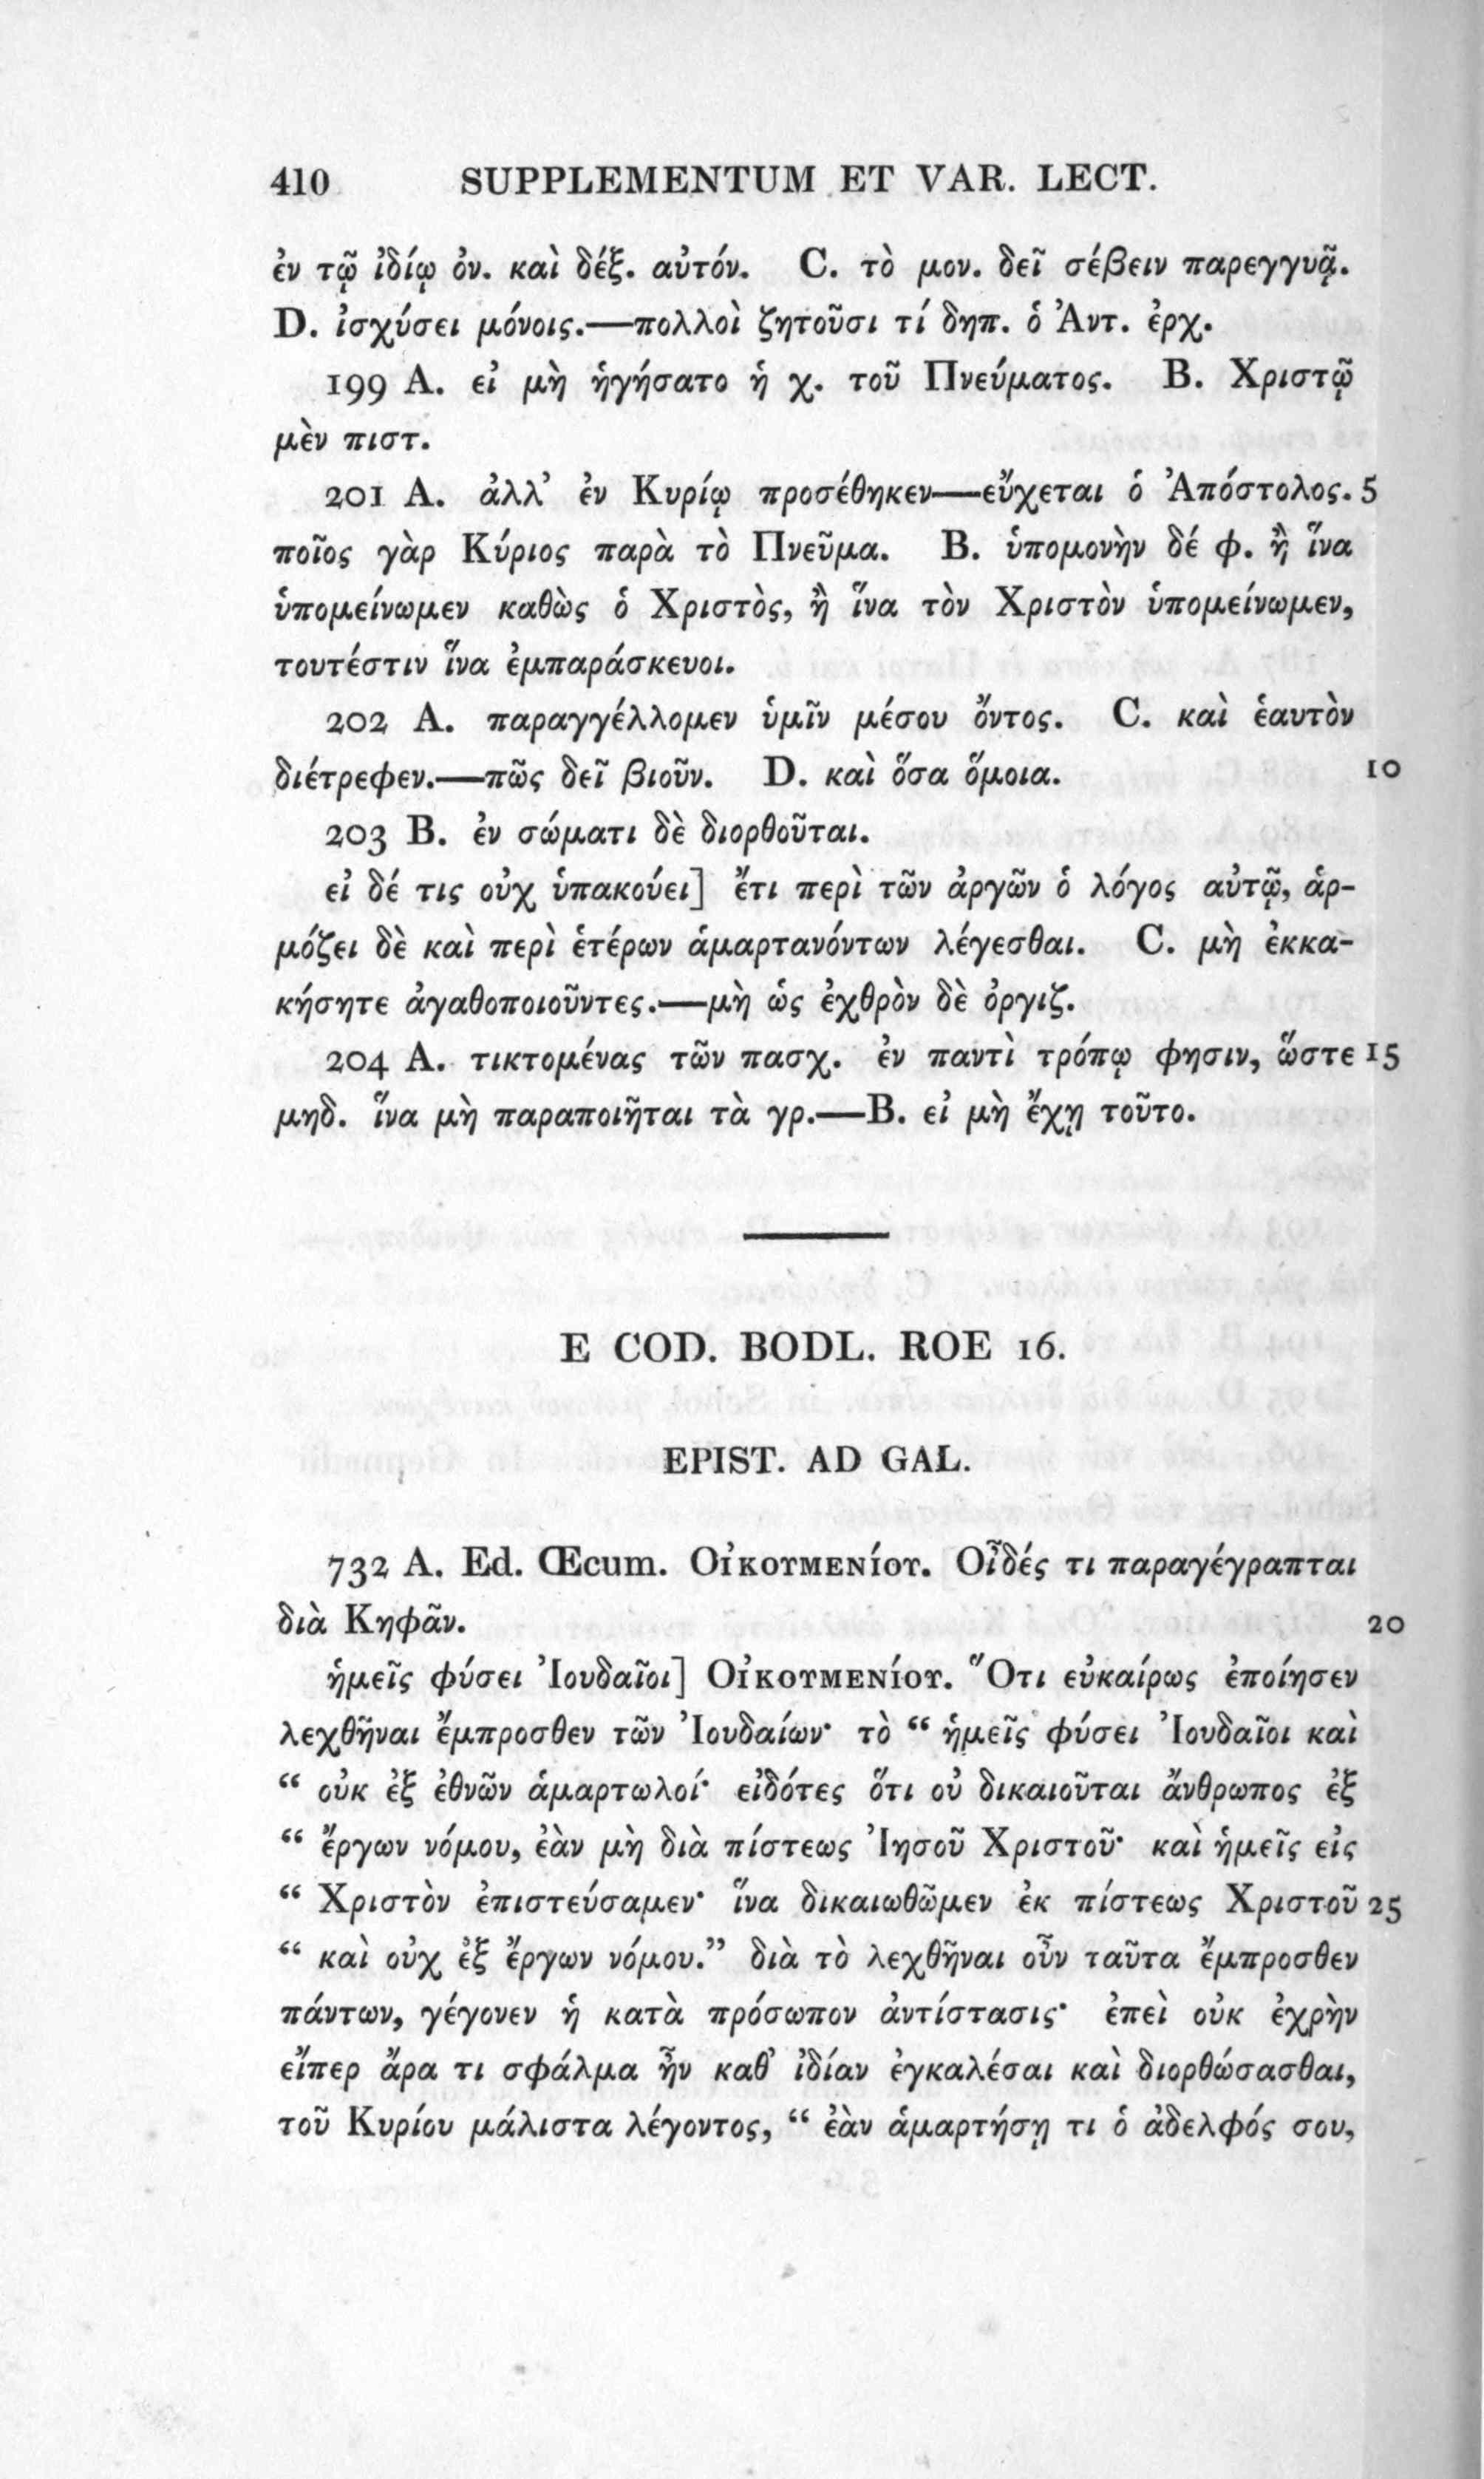 410 SUPPLEMENTUM ET VAR. LECT.
ἐν τῷ ἰδίῳ ὀν. καὶ δέξ. αὐτόν. C. τὸ μον. δεῖ σέβειν παρεγγυᾷ.
D. ἰσχύσει μόνοις.—πολλοὶ ζητοῦσι τί δηπ. ὁ Ἀντ. ἐρχ.
199 A. εἰ μὴ ἡγήσατο ἡ χ. τοῦ Πνεύματος. B. Χριστῷ
μὲν πιστ.
201 A. ἀλλ’ ἐν Κυρίῳ προσέθηκεν—εὔχεται ὁ Ἀπόστολος. 5
ποῖος γὰρ Κύριος παρὰ τὸ Πνεῦμα. B. ὑπομονὴν δέ φ. ἢ ἵνα
ὑπομείνωμεν καθὼς ὁ Χριστὸς, ἢ ἵνα τὸν Χριστὸν ὑπομείνωμεν,
τουτέστιν ἵνα ἐμπαράσκευοι.
202 A. παραγγέλλομεν ὑμῖν μέσου ὄντος. C. καὶ ἑαυτὸν
διέτρεφεν.—πῶς δεῖ βιοῦν. D. καὶ ὅσα ὅμοια. 10
203 B. ἐν σώματι δὲ διορθοῦται.
εἰ δέ τις οὐχ ὑπακούει] ἔτι περὶ τῶν ἀργῶν ὁ λόγος αὐτῷ, ἁρ-
μόζει δὲ καὶ περὶ ἑτέρων ἁμαρτανόντων λέγεσθαι. C. μὴ ἐκκα-
κήσητε ἀγαθοποιοῦντες.—μὴ ὡς ἐχθρὸν δὲ ὀργιζ.
204 A. τικτομένας τῶν πασχ. ἐν παντὶ τρόπῳ φησιν, ὥστε 15
μηδ. ἵνα μὴ παραποιῆται τὰ γρ.—B. εἰ μὴ ἔχῃ τοῦτο.
E COD. BODL. ROE 16.
EPIST. AD GAL.
732 A. Ed. Œcum. Οἰκουμενίου. Οἶδές τι παραγέγραπται
διὰ Κηφᾶν. 20
ἡμεῖς φύσει Ἰουδαῖοι] Οἰκουμενίου. Ὅτι εὐκαίρως ἐποίησεν
λεχθῆναι ἔμπροσθεν τῶν Ἰουδαίων· τὸ “ ἡμεῖς φύσει Ἰουδαῖοι καὶ
“ οὐκ ἐξ ἐθνῶν ἁμαρτωλοί· εἰδότες ὅτι οὐ δικαιοῦται ἄνθρωπος ἐξ
“ ἔργων νόμου, ἐὰν μὴ διὰ πίστεως Ἰησοῦ Χριστοῦ· καὶ ἡμεῖς εἰς
“ Χριστὸν ἐπιστεύσαμεν· ἵνα δικαιωθῶμεν ἐκ πίστεως Χριστοῦ 25
“ καὶ οὐχ ἐξ ἔργων νόμου.” διὰ τὸ λεχθῆναι οὖν ταῦτα ἔμπροσθεν
πάντων, γέγονεν ἡ κατὰ πρόσωπον ἀντίστασις· ἐπεὶ οὐκ ἐχρὴν
εἴπερ ἄρα τι σφάλμα ἦν καθ’ ἰδίαν ἐγκαλέσαι καὶ διορθώσασθαι,
τοῦ Κυρίου μάλιστα λέγοντος, “ ἐὰν ἁμαρτήσῃ τι ὁ ἀδελφός σου,